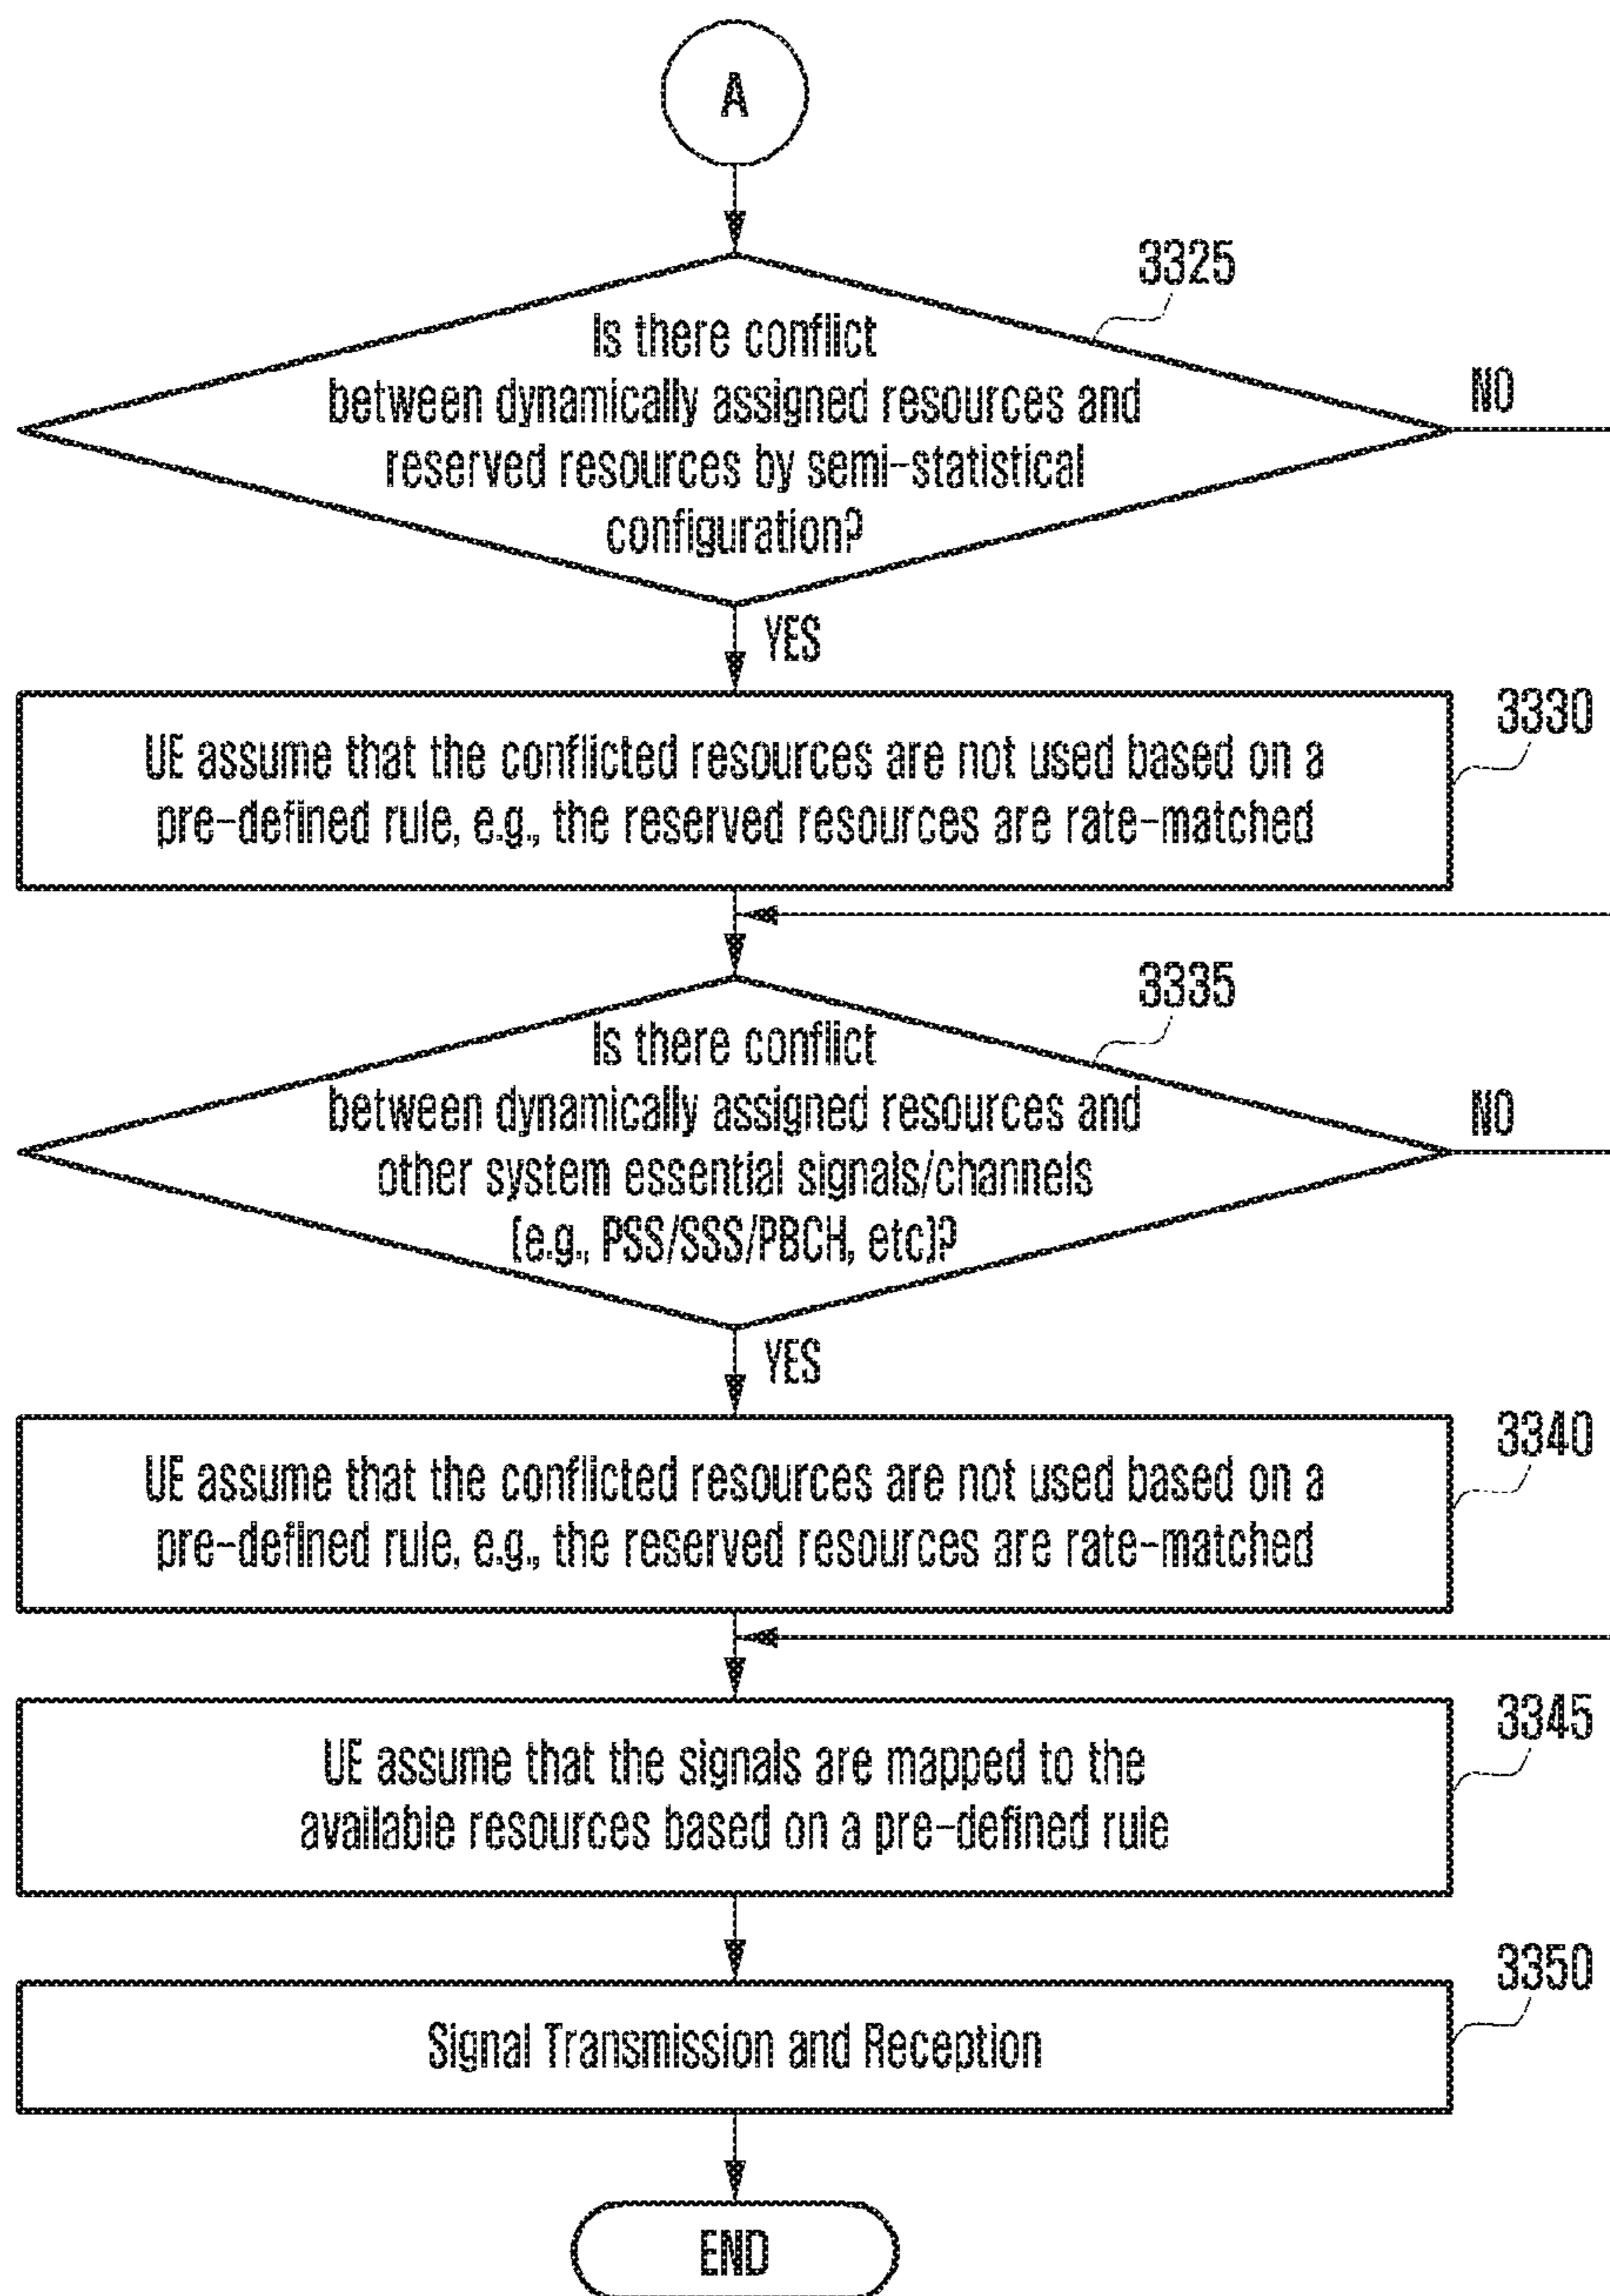 A
3325
Is there conflict
between dynamically assigned resources and
reserved resources by semi-statistical
configuration?
NO
YES
3330
UE assume that the conflicted resources are not used based on a
pre-defined rule, e.g., the reserved resources are rate-matched
3335
Is there conflict
between dynamically assigned resources and
other system essential signals/channels
(e.g., PSS/SSS/PBCH, etc)?
NO
YES
3340
UE assume that the conflicted resources are not used based on a
pre-defined rule, e.g., the reserved resources are rate-matched
3345
UE assume that the signals are mapped to the
available resources based on a pre-defined rule
3350
Signal Transmission and Reception
END